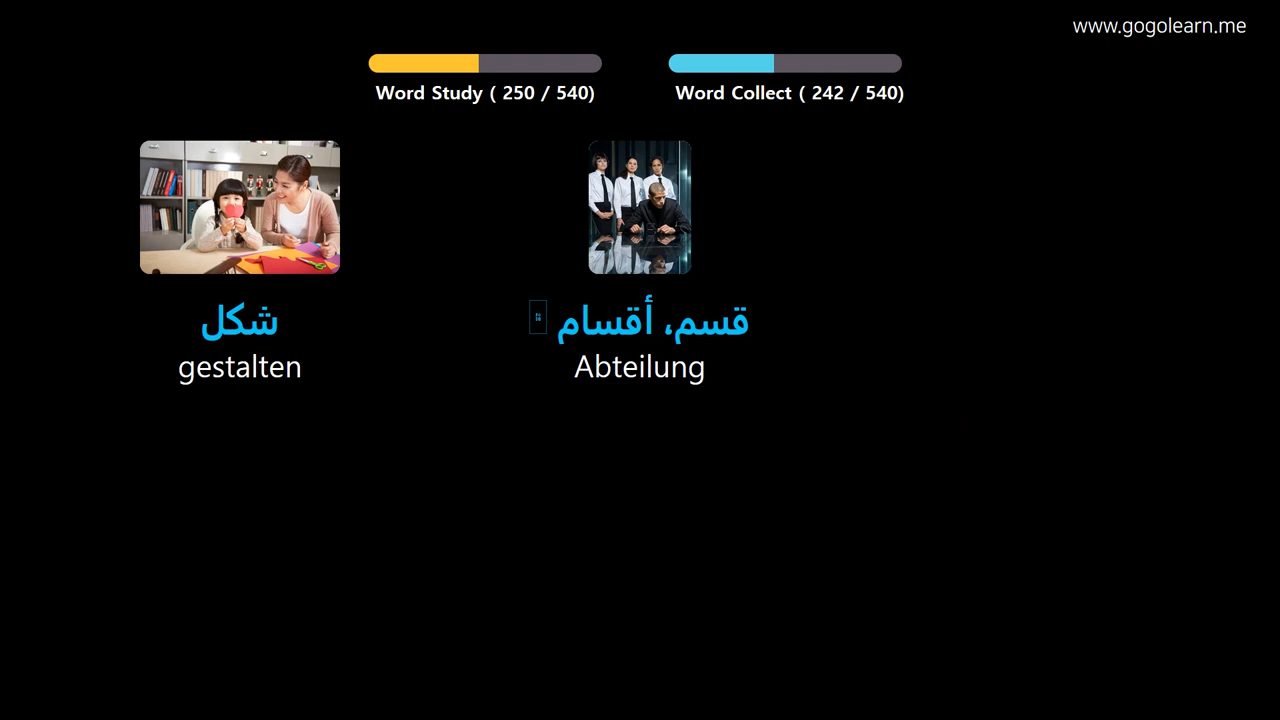 www.gogolearn.me
Word Study ( 250 / 540)
Word Collect ( 242 / 540)
شكل
gestalten
قسم، أقسام
Abteilung